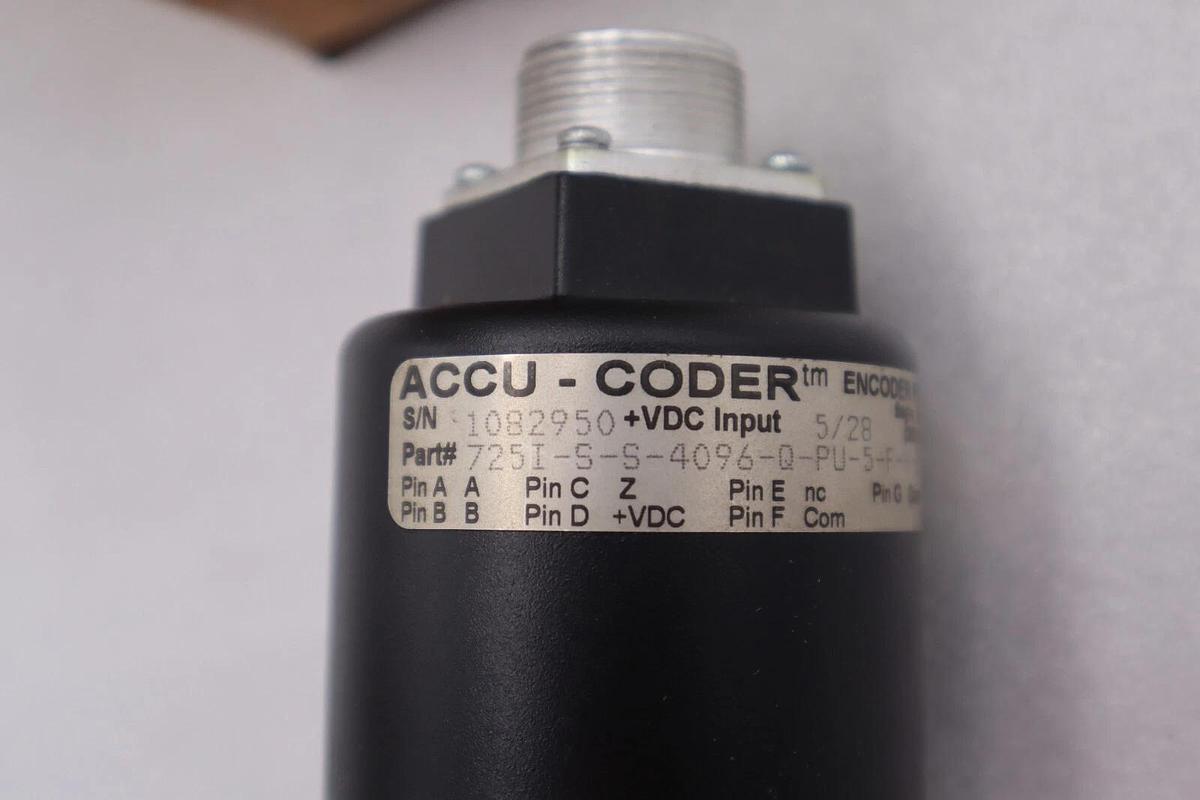 ACCU - CODER™ ENCODER
S/N 1082950 +VDC Input 5/28
Part# 725I-S-S-4096-Q-PU-5-F-
Pin A A Pin C Z Pin E nc Pin G
Pin B B Pin D +VDC Pin F Com